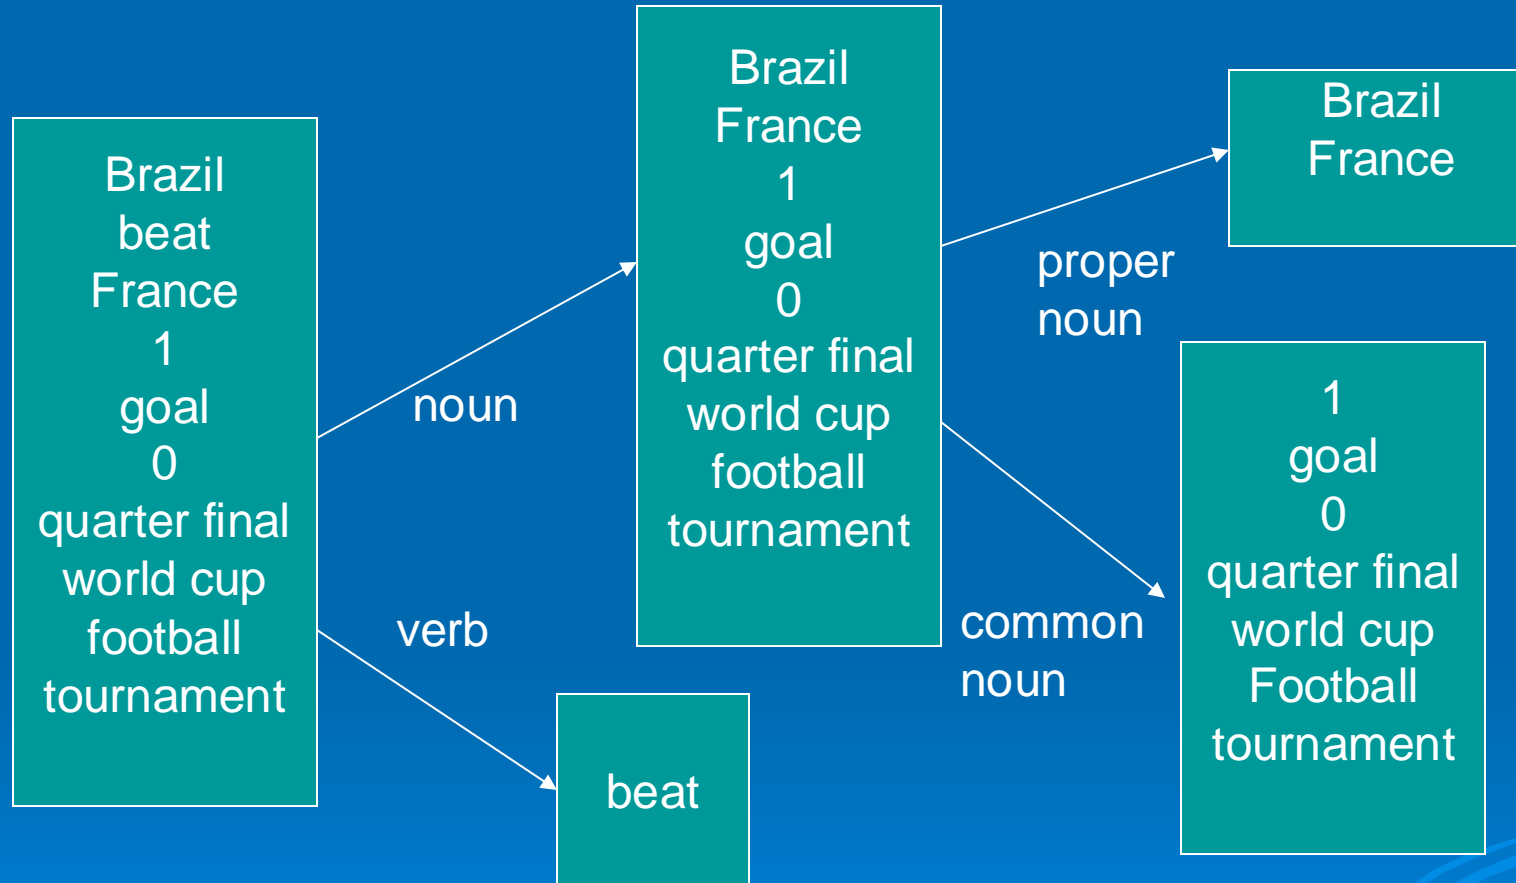 Brazil
beat
France
1
goal
0
quarter final
world cup
football
tournament
noun
verb
Brazil
France
1
goal
0
quarter final
world cup
football
tournament
beat
proper
noun
common
noun
Brazil
France
1
goal
0
quarter final
world cup
Football
tournament